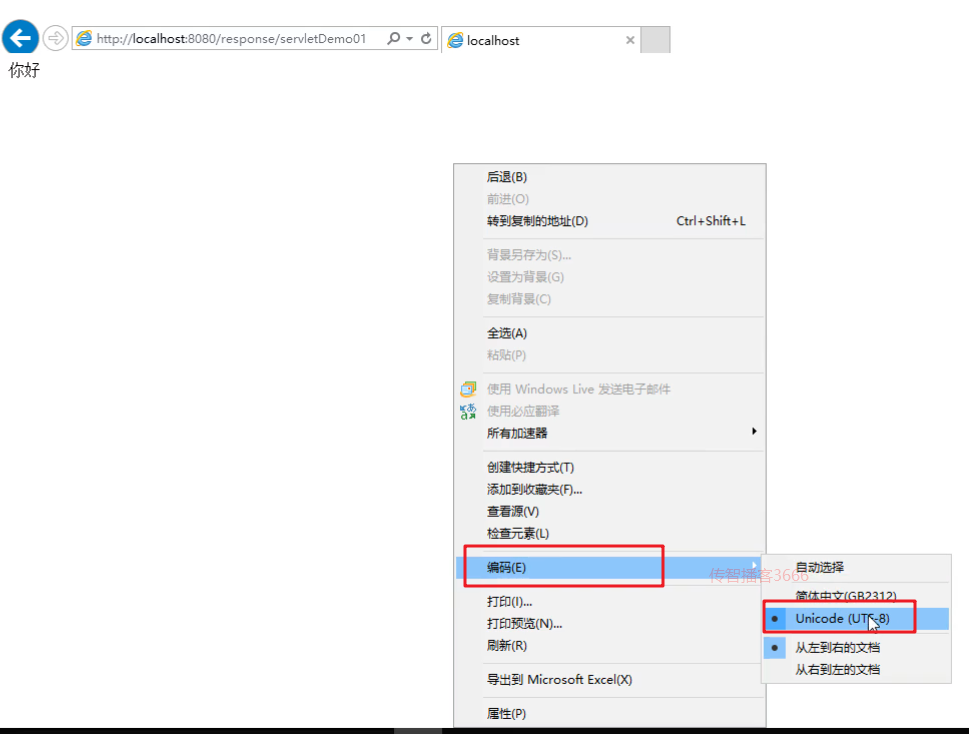 http://localhost:8080/response/servletDemo01
localhost
你好
后退(B)
前进(O)
转到复制的地址(D) Ctrl+Shift+L
背景另存为(S)...
设置为背景(G)
复制背景(C)
全选(A)
粘贴(P)
使用 Windows Live 发送电子邮件
使用必应翻译
所有加速器
创建快捷方式(T)
添加到收藏夹(F)...
查看源(V)
检查元素(L)
编码(E)
传智播客3666
自动选择
简体中文(GB2312)
Unicode (UTF-8)
从左到右的文档
从右到左的文档
打印(I)...
打印预览(N)...
刷新(R)
导出到 Microsoft Excel(X)
属性(P)